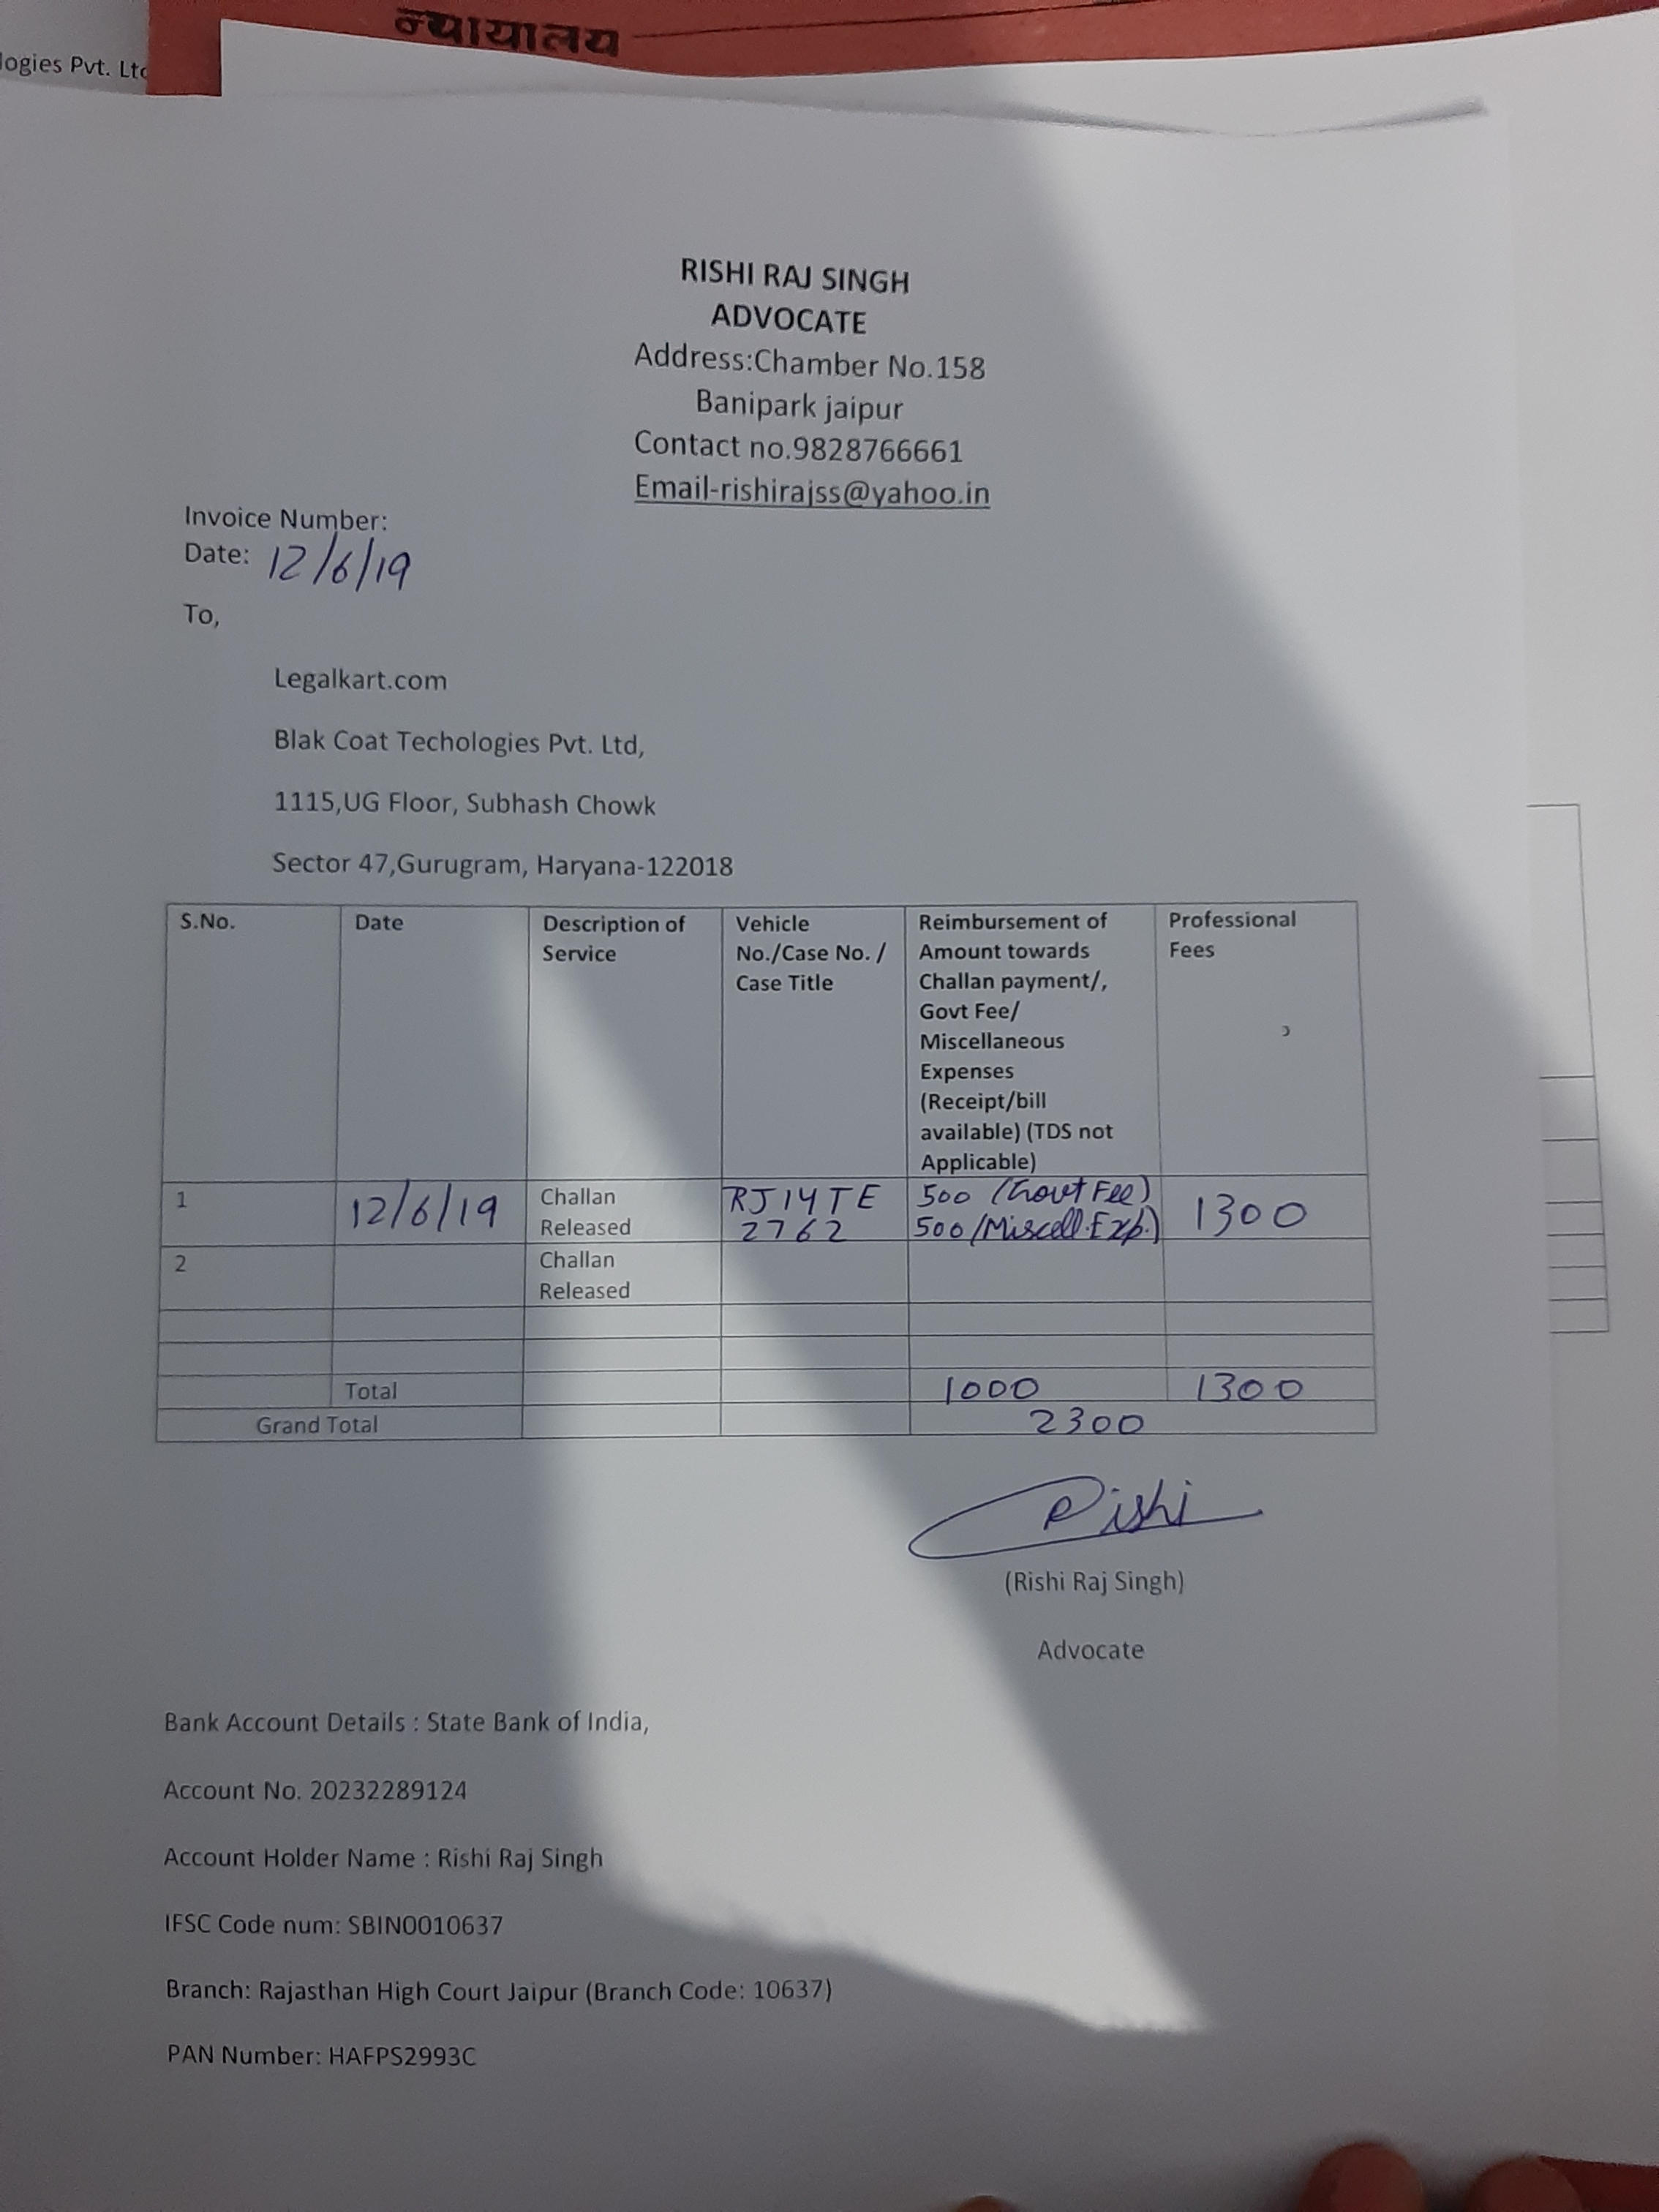 न्यायालय
logies Pvt. Ltd
RISHI RAJ SINGH
ADVOCATE
Address:Chamber No.158
Banipark jaipur
Contact no.9828766661
Email-rishirajss@yahoo.in
Invoice Number:
Date: 12/6/19
To,
Legalkart.com
Blak Coat Techologies Pvt. Ltd,
1115,UG Floor, Subhash Chowk
Sector 47,Gurugram, Haryana-122018
S.No. Date Description of Service Vehicle No./Case No. / Case Title Reimbursement of Amount towards Challan payment/, Govt Fee/ Miscellaneous Expenses (Receipt/bill available) (TDS not Applicable) Professional Fees
1 12/6/19 Challan Released RJ14TE 2762 500 (Govt Fee) 500 (Miscell.Exp.) 1300
2 Challan Released
Total 1000 1300
Grand Total 2300
Rishi
(Rishi Raj Singh)
Advocate
Bank Account Details : State Bank of India,
Account No. 20232289124
Account Holder Name : Rishi Raj Singh
IFSC Code num: SBIN0010637
Branch: Rajasthan High Court Jaipur (Branch Code: 10637)
PAN Number: HAFPS2993C